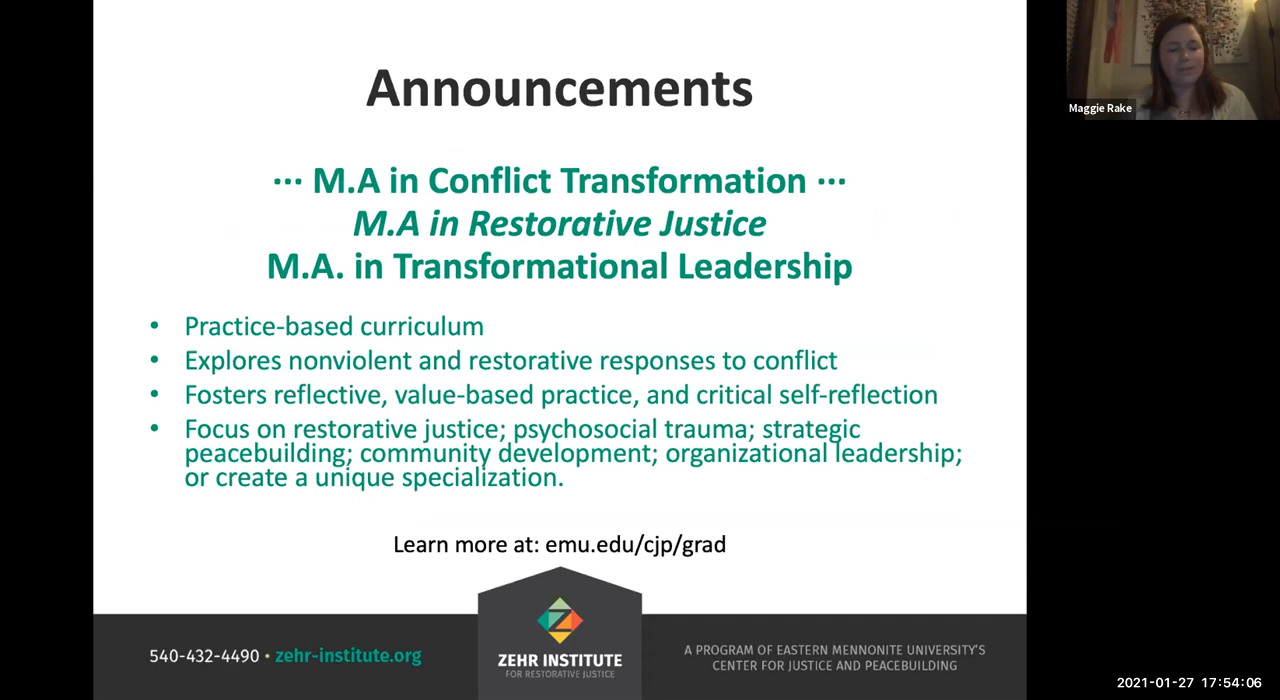 Announcements
··· M.A in Conflict Transformation ···
M.A in Restorative Justice
M.A. in Transformational Leadership
• Practice-based curriculum
• Explores nonviolent and restorative responses to conflict
• Fosters reflective, value-based practice, and critical self-reflection
• Focus on restorative justice; psychosocial trauma; strategic
peacebuilding; community development; organizational leadership;
or create a unique specialization.
Learn more at: emu.edu/cjp/grad
540-432-4490 • zehr-institute.org
Z
ZEHR INSTITUTE
FOR RESTORATIVE JUSTICE
A PROGRAM OF EASTERN MENNONITE UNIVERSITY'S
CENTER FOR JUSTICE AND PEACEBUILDING
Maggie Rake
2021-01-27 17:54:06